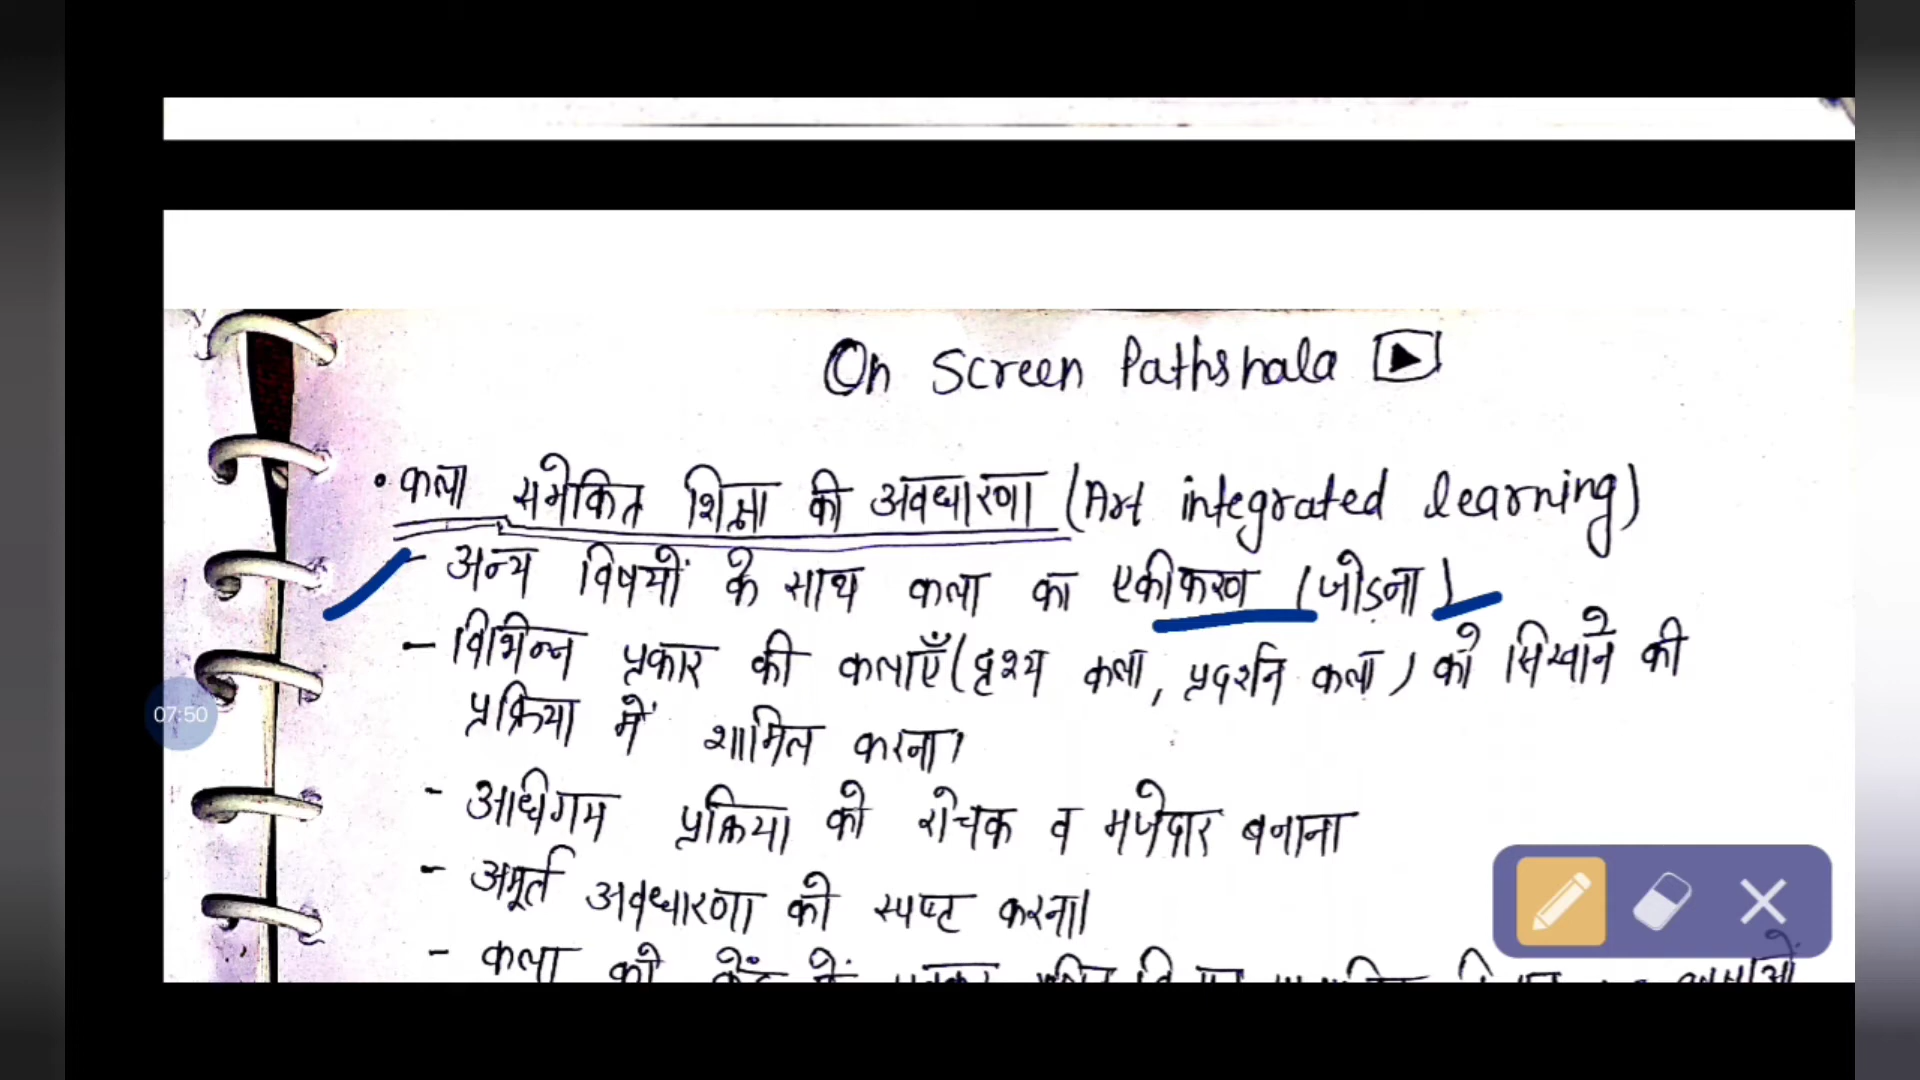 On Screen Pathshala
• कला समेकित शिक्षा की अवधारणा (Art integrated learning)
- अन्य विषयों के साथ कला का एकीकरण (जोड़ना)
- विभिन्न प्रकार की कलाएँ (दृश्य कला, प्रदर्शन कला) को सिखाने की
प्रक्रिया में शामिल करना।
07:50
- अधिगम प्रक्रिया को रोचक व मजेदार बनाना
- अमूर्त अवधारणा को स्पष्ट करना।
- कला को केंद्र में